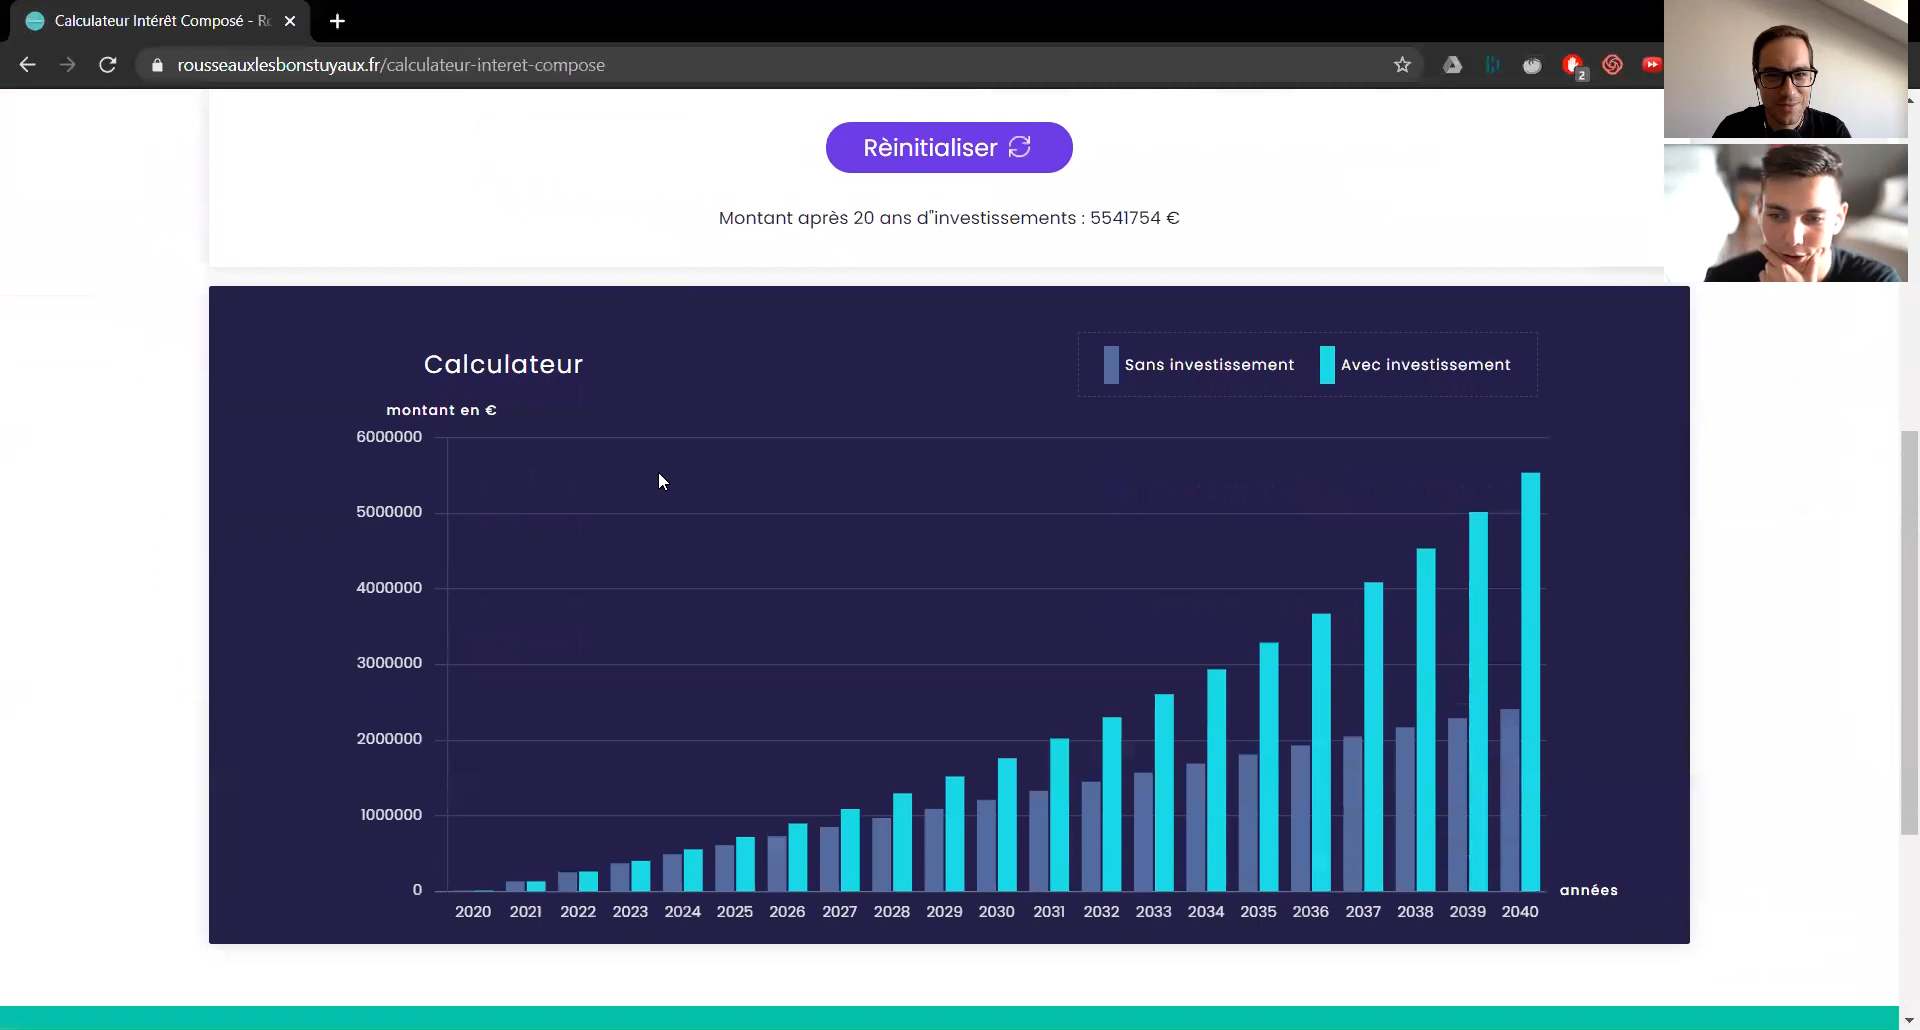 Calculateur Intérêt Composé - Ro
rousseauxlesbonstuyaux.fr/calculateur-interet-compose
2
Rèinitialiser
Montant après 20 ans d"investissements : 5541754 €
Calculateur
Sans investissement
Avec investissement
montant en €
6000000
5000000
4000000
3000000
2000000
1000000
0
années
2020 2021 2022 2023 2024 2025 2026 2027 2028 2029 2030 2031 2032 2033 2034 2035 2036 2037 2038 2039 2040